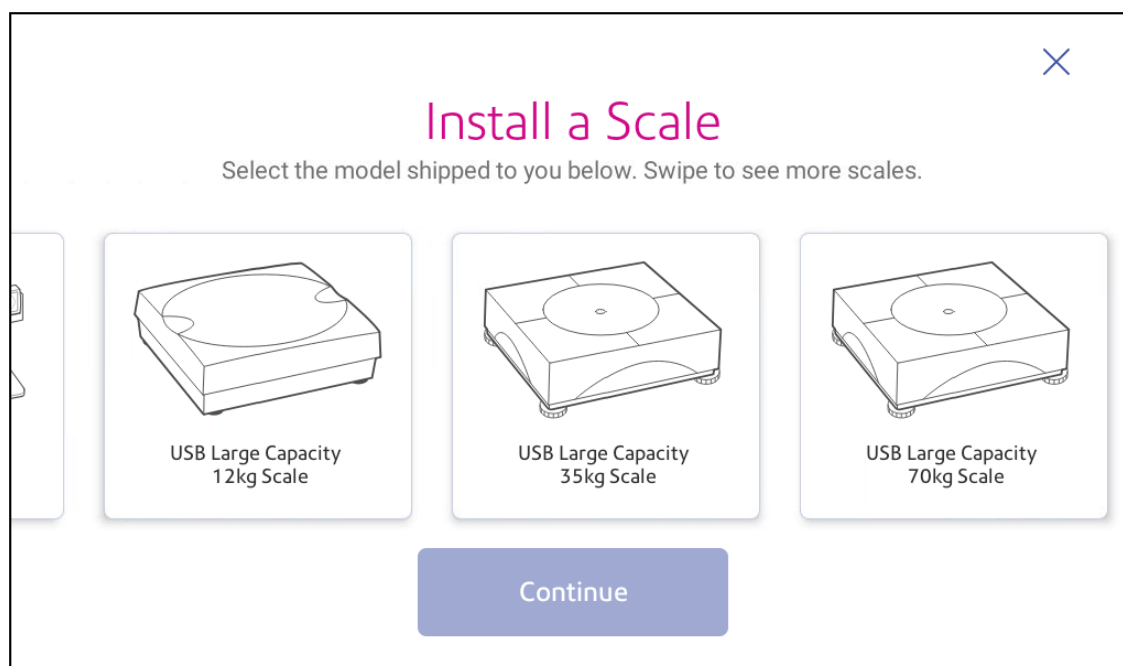 Install a Scale
Select the model shipped to you below. Swipe to see more scales.
USB Large Capacity
12kg Scale
USB Large Capacity
35kg Scale
USB Large Capacity
70kg Scale
Continue